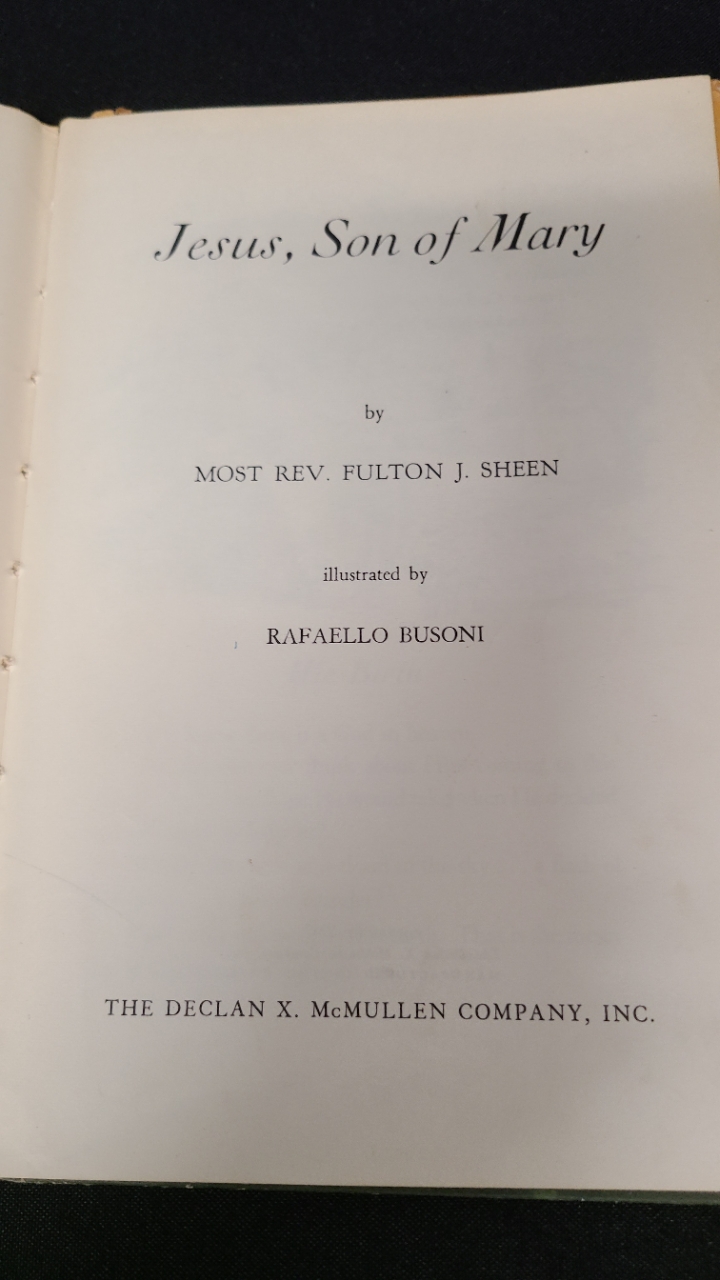 Jesus, Son of Mary
by
MOST REV. FULTON J. SHEEN
illustrated by
RAFAELLO BUSONI
THE DECLAN X. McMULLEN COMPANY, INC.